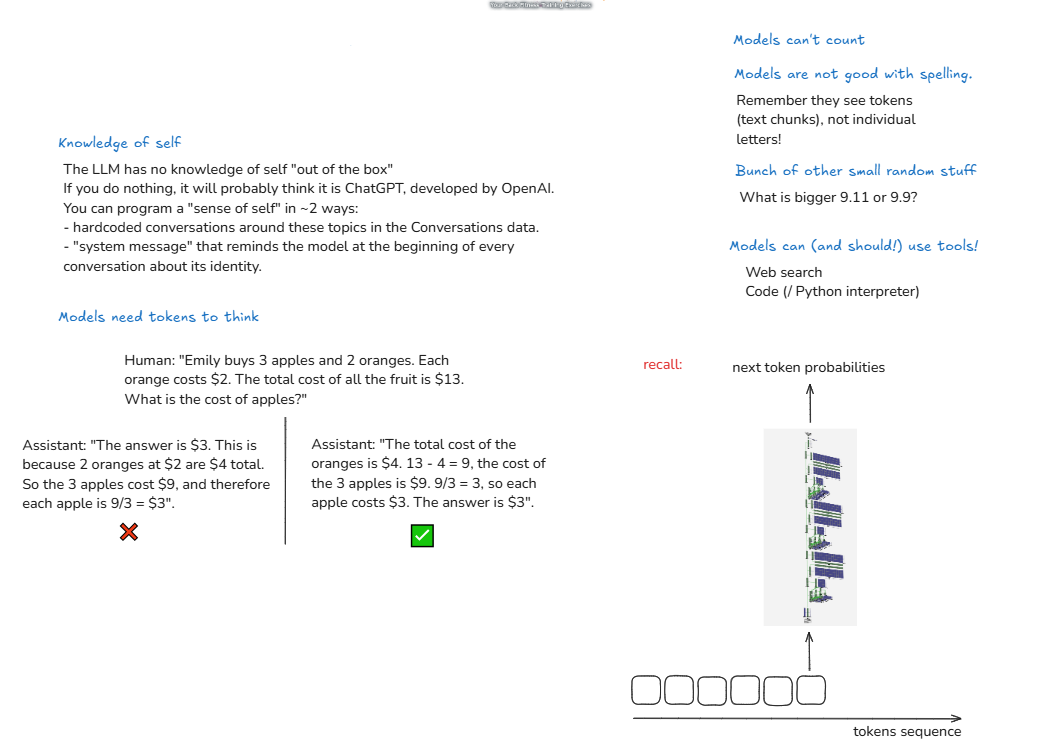 Your Neck Fitness Training Exercises
Models can't count
Models are not good with spelling.
Remember they see tokens
(text chunks), not individual
letters!
Bunch of other small random stuff
What is bigger 9.11 or 9.9?
Models can (and should!) use tools!
Web search
Code (/ Python interpreter)
Knowledge of self
The LLM has no knowledge of self "out of the box"
If you do nothing, it will probably think it is ChatGPT, developed by OpenAI.
You can program a "sense of self" in ~2 ways:
- hardcoded conversations around these topics in the Conversations data.
- "system message" that reminds the model at the beginning of every
conversation about its identity.
Models need tokens to think
Human: "Emily buys 3 apples and 2 oranges. Each
orange costs $2. The total cost of all the fruit is $13.
What is the cost of apples?"
Assistant: "The answer is $3. This is
because 2 oranges at $2 are $4 total.
So the 3 apples cost $9, and therefore
each apple is 9/3 = $3".
Assistant: "The total cost of the
oranges is $4. 13 - 4 = 9, the cost of
the 3 apples is $9. 9/3 = 3, so each
apple costs $3. The answer is $3".
recall:
next token probabilities
tokens sequence